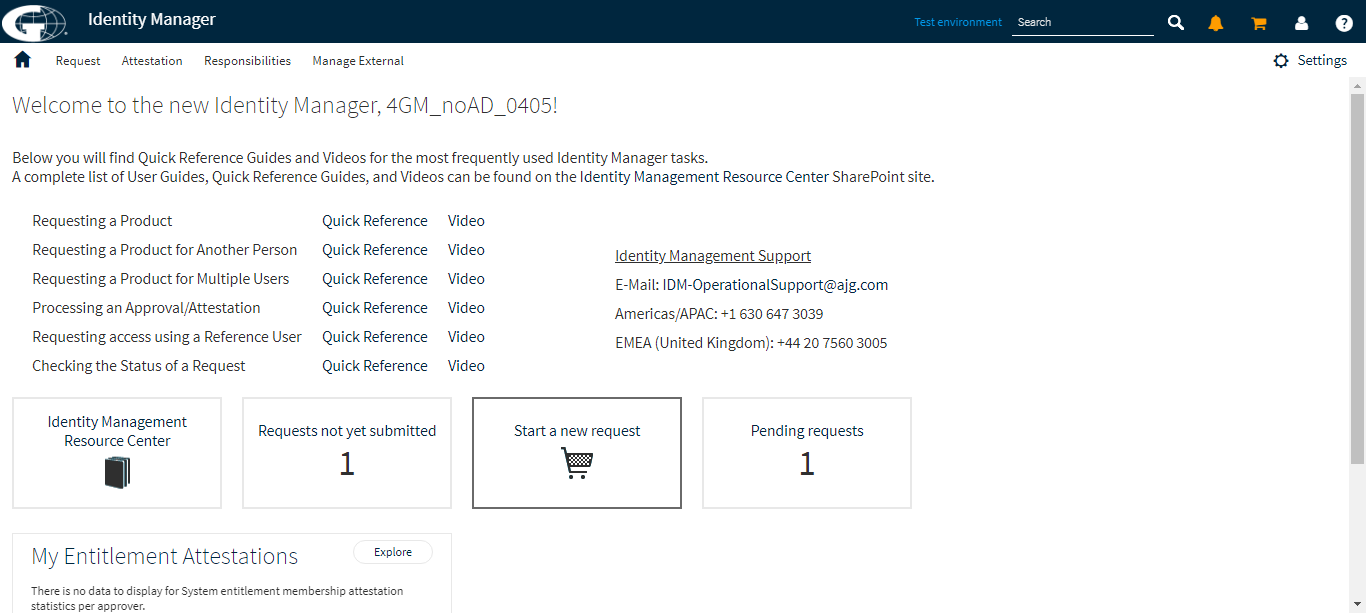 Identity Manager
Test environment
Search
Request Attestation Responsibilities Manage External
Settings
Welcome to the new Identity Manager, 4GM_noAD_0405!
Below you will find Quick Reference Guides and Videos for the most frequently used Identity Manager tasks.
A complete list of User Guides, Quick Reference Guides, and Videos can be found on the Identity Management Resource Center SharePoint site.
Requesting a Product Quick Reference Video
Requesting a Product for Another Person Quick Reference Video
Requesting a Product for Multiple Users Quick Reference Video
Processing an Approval/Attestation Quick Reference Video
Requesting access using a Reference User Quick Reference Video
Checking the Status of a Request Quick Reference Video
Identity Management Support
E-Mail: IDM-OperationalSupport@ajg.com
Americas/APAC: +1 630 647 3039
EMEA (United Kingdom): +44 20 7560 3005
Identity Management
Resource Center
Requests not yet submitted
1
Start a new request
Pending requests
1
My Entitlement Attestations
Explore
There is no data to display for System entitlement membership attestation
statistics per approver.